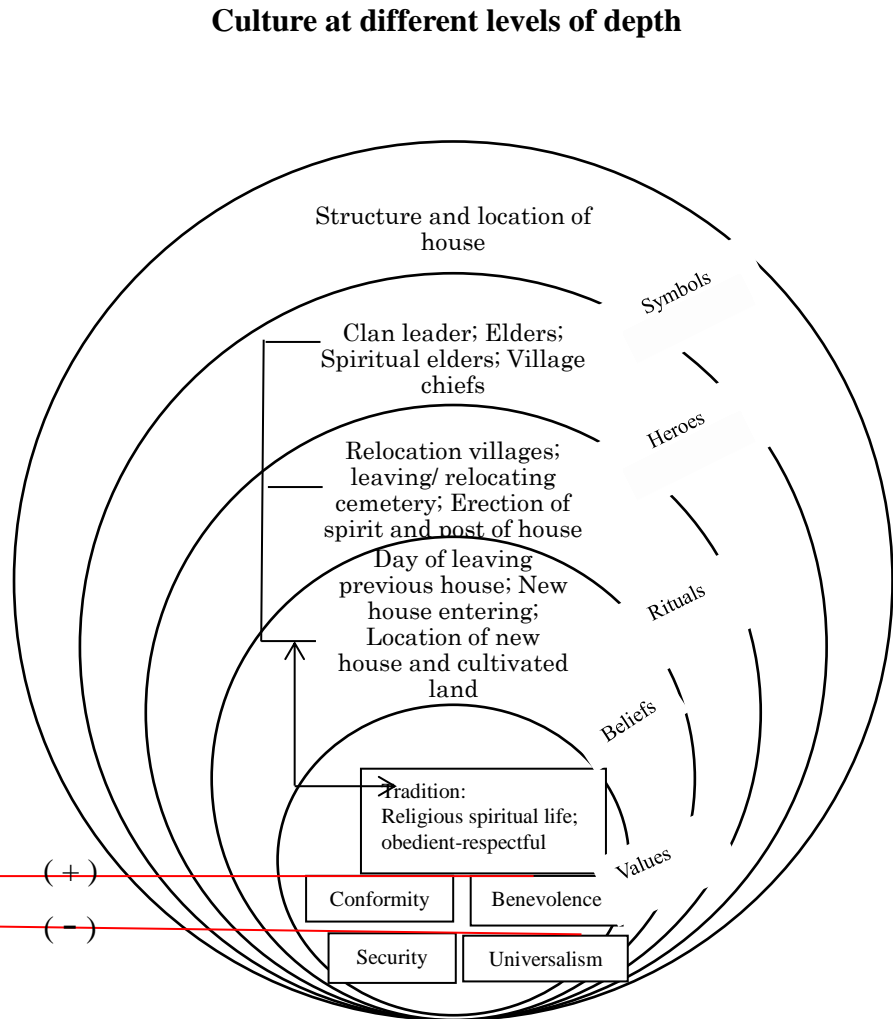 Culture at different levels of depth
Structure and location of
house
Symbols
Clan leader; Elders;
Spiritual elders; Village
chiefs
Heroes
Relocation villages;
leaving/ relocating
cemetery; Erection of
spirit and post of house
Rituals
Day of leaving
previous house; New
house entering;
Location of new
house and cultivated
land
Beliefs
Tradition:
Religious spiritual life;
obedient-respectful
Values
( + )
Conformity
Benevolence
( - )
Security
Universalism